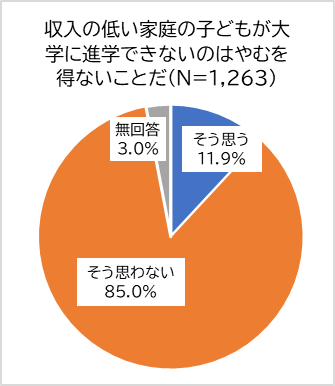 収入の低い家庭の子どもが大
学に進学できないのはやむを
得ないことだ(N=1,263)
無回答
3.0%
そう思う
11.9%
そう思わない
85.0%